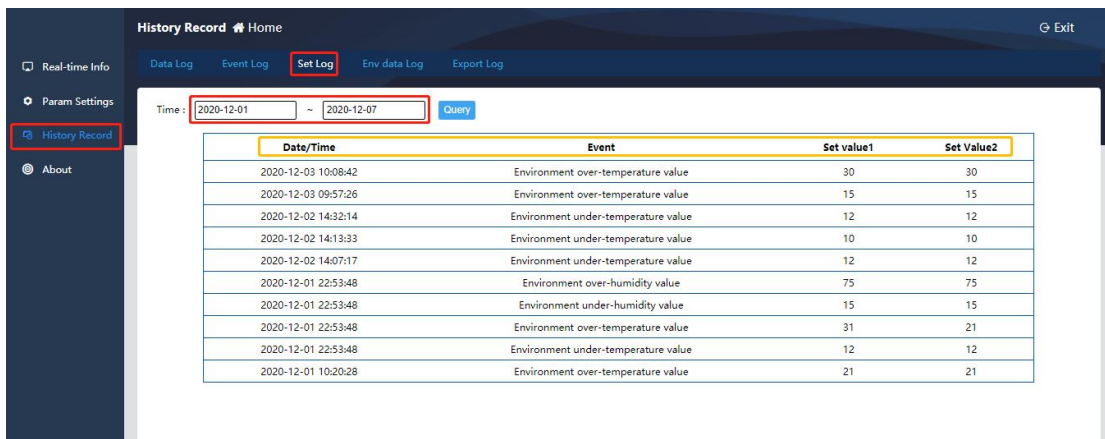 History Record Home Exit
Real-time Info
Param Settings
History Record
About
Data Log Event Log Set Log Env data Log Export Log
Time : 2020-12-01 ~ 2020-12-07 Query
Date/Time Event Set value1 Set Value2
2020-12-03 10:08:42 Environment over-temperature value 30 30
2020-12-03 09:57:26 Environment over-temperature value 15 15
2020-12-02 14:32:14 Environment under-temperature value 12 12
2020-12-02 14:13:33 Environment under-temperature value 10 10
2020-12-02 14:07:17 Environment under-temperature value 12 12
2020-12-01 22:53:48 Environment over-humidity value 75 75
2020-12-01 22:53:48 Environment under-humidity value 15 15
2020-12-01 22:53:48 Environment over-temperature value 31 21
2020-12-01 22:53:48 Environment under-temperature value 12 12
2020-12-01 10:20:28 Environment over-temperature value 21 21